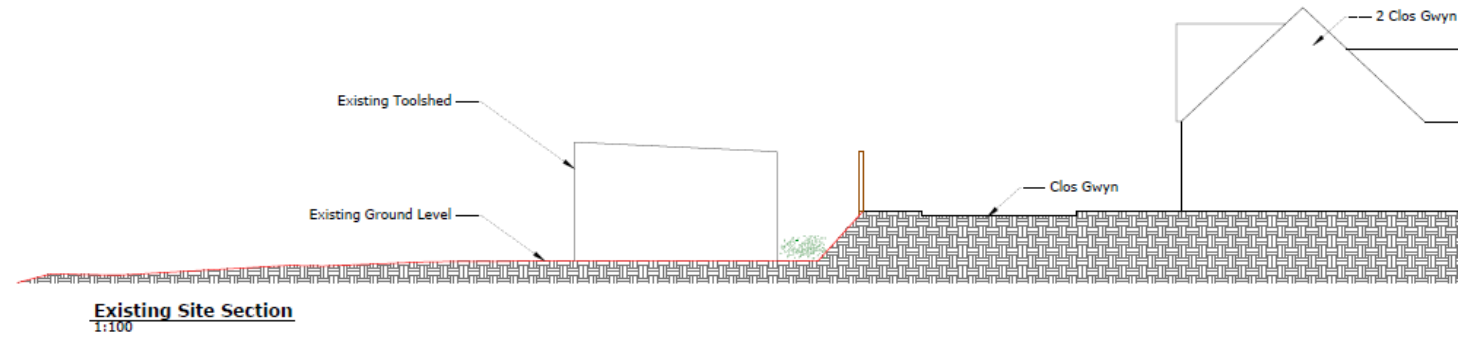 2 Clos Gwyn
Existing Toolshed
Clos Gwyn
Existing Ground Level
Existing Site Section
1:100